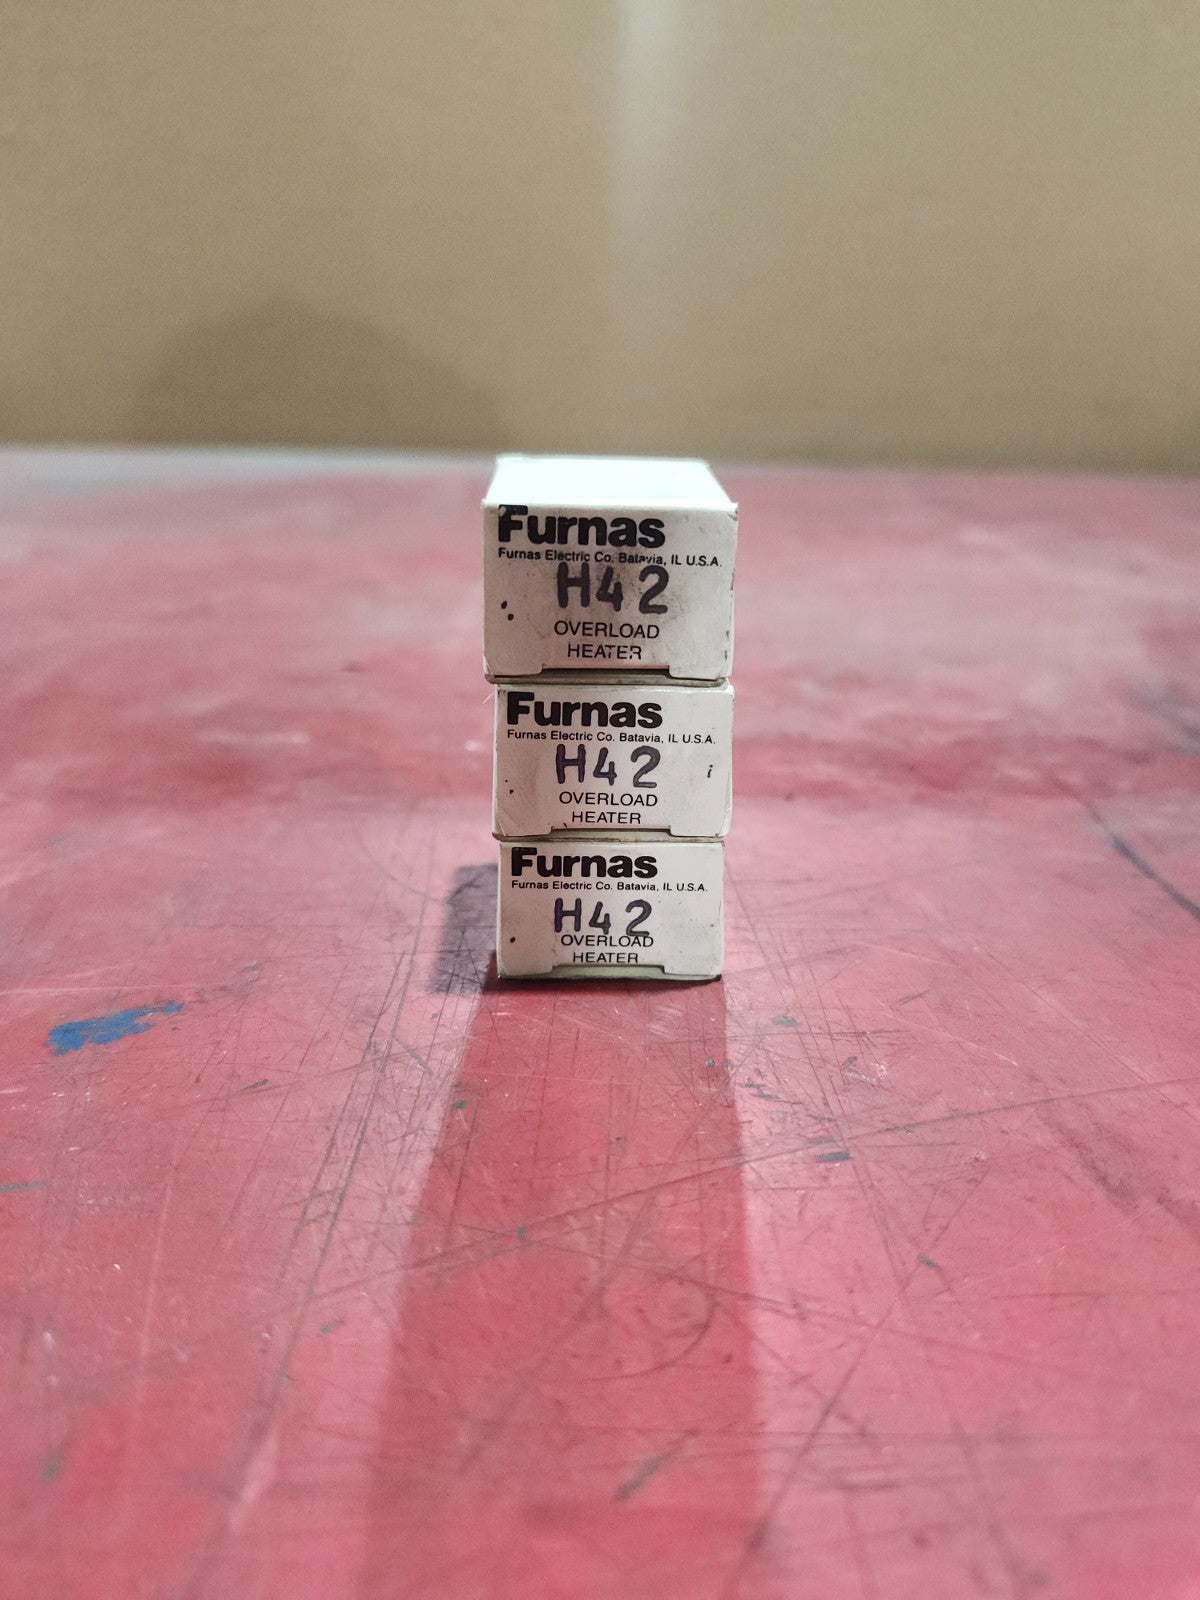 Furnas
Furnas Electric Co. Batavia, IL U.S.A.
H42
OVERLOAD
HEATER
Furnas
Furnas Electric Co. Batavia, IL U.S.A.
H42
OVERLOAD
HEATER
Furnas
Furnas Electric Co. Batavia, IL U.S.A.
H42
OVERLOAD
HEATER